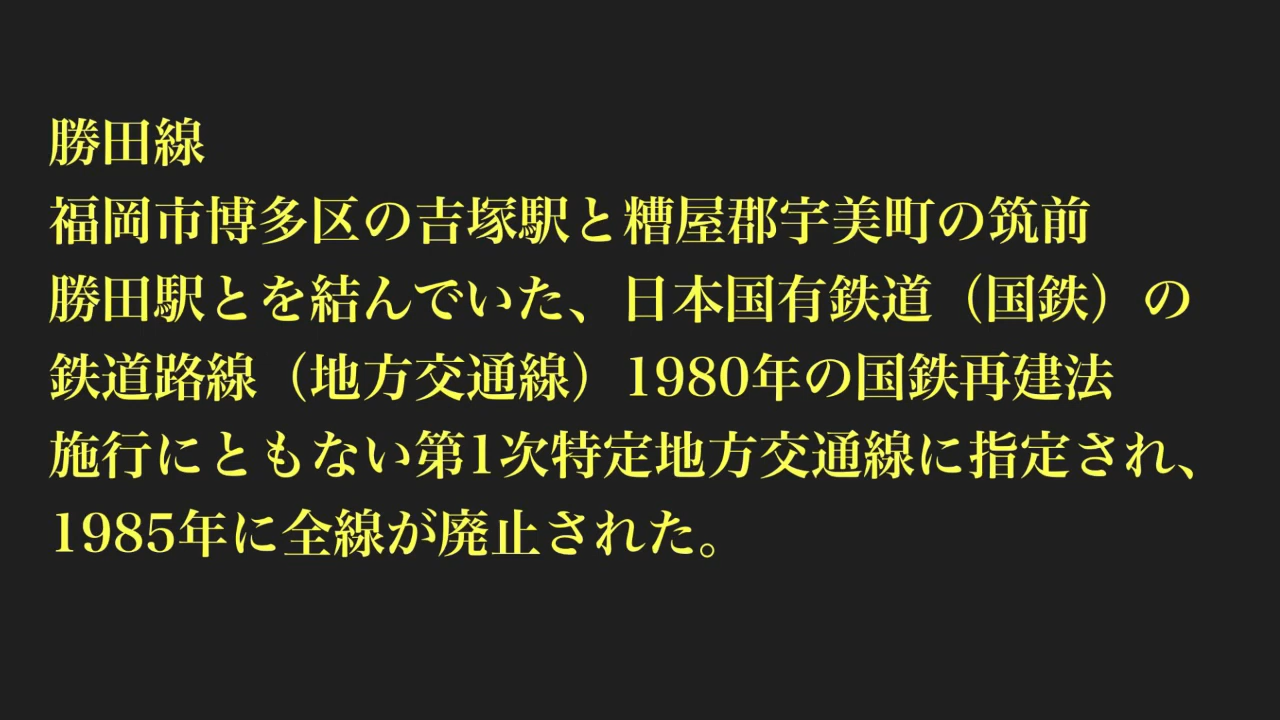 勝田線
福岡市博多区の吉塚駅と糟屋郡宇美町の筑前
勝田駅とを結んでいた、日本国有鉄道（国鉄）の
鉄道路線（地方交通線）1980年の国鉄再建法
施行にともない第1次特定地方交通線に指定され、
1985年に全線が廃止された。